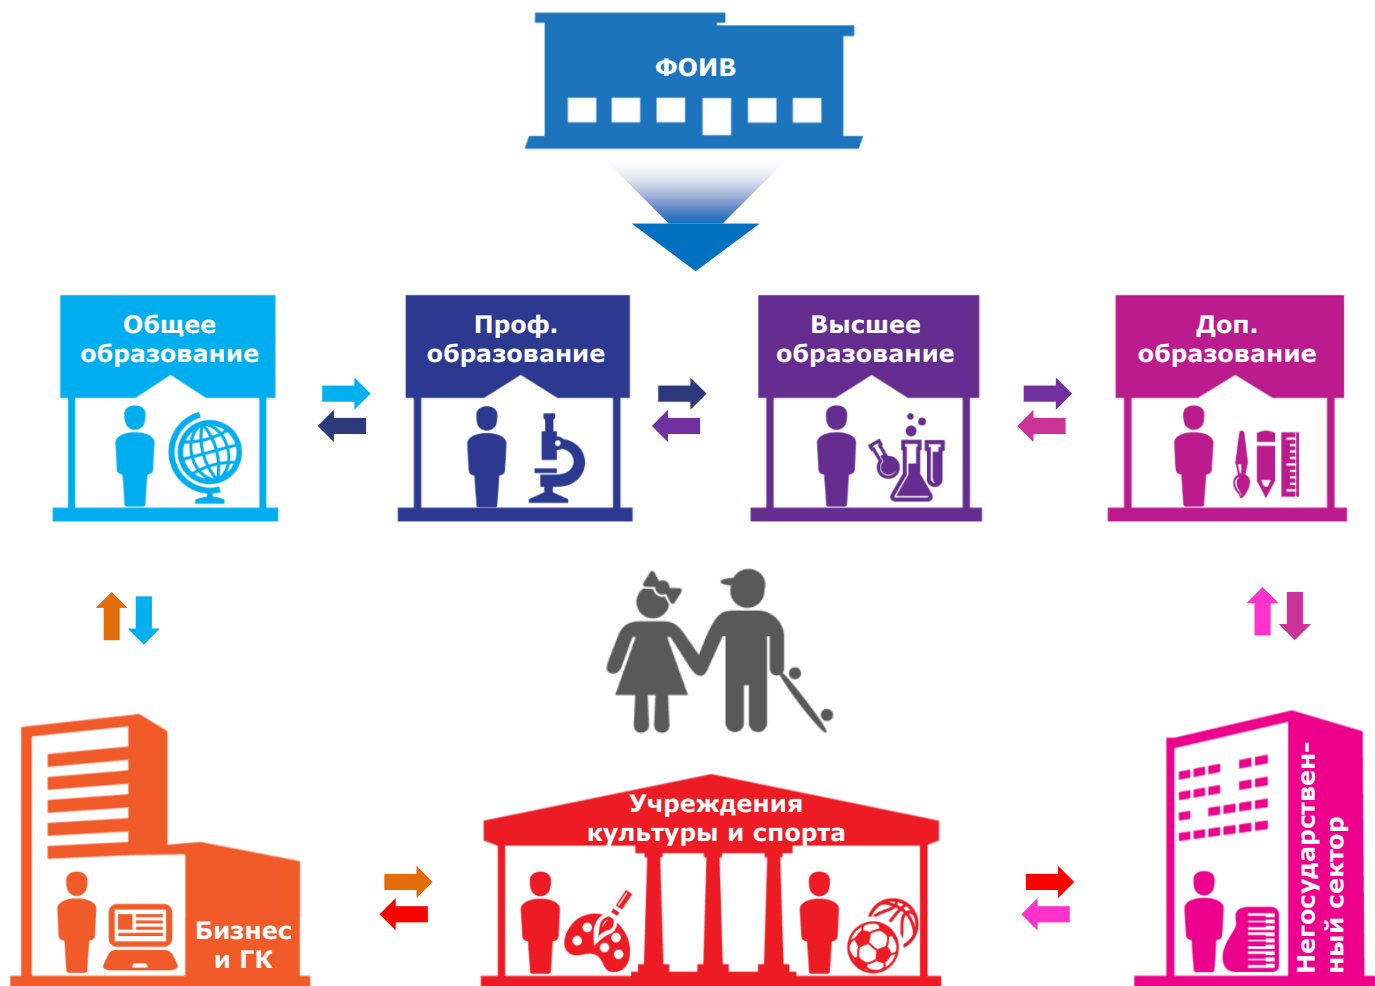 ФОИВ
Общее
образование
Проф.
образование
Высшее
образование
Доп.
образование
Учреждения
культуры и спорта
Бизнес
и ГК
Негосударствен-
ный сектор